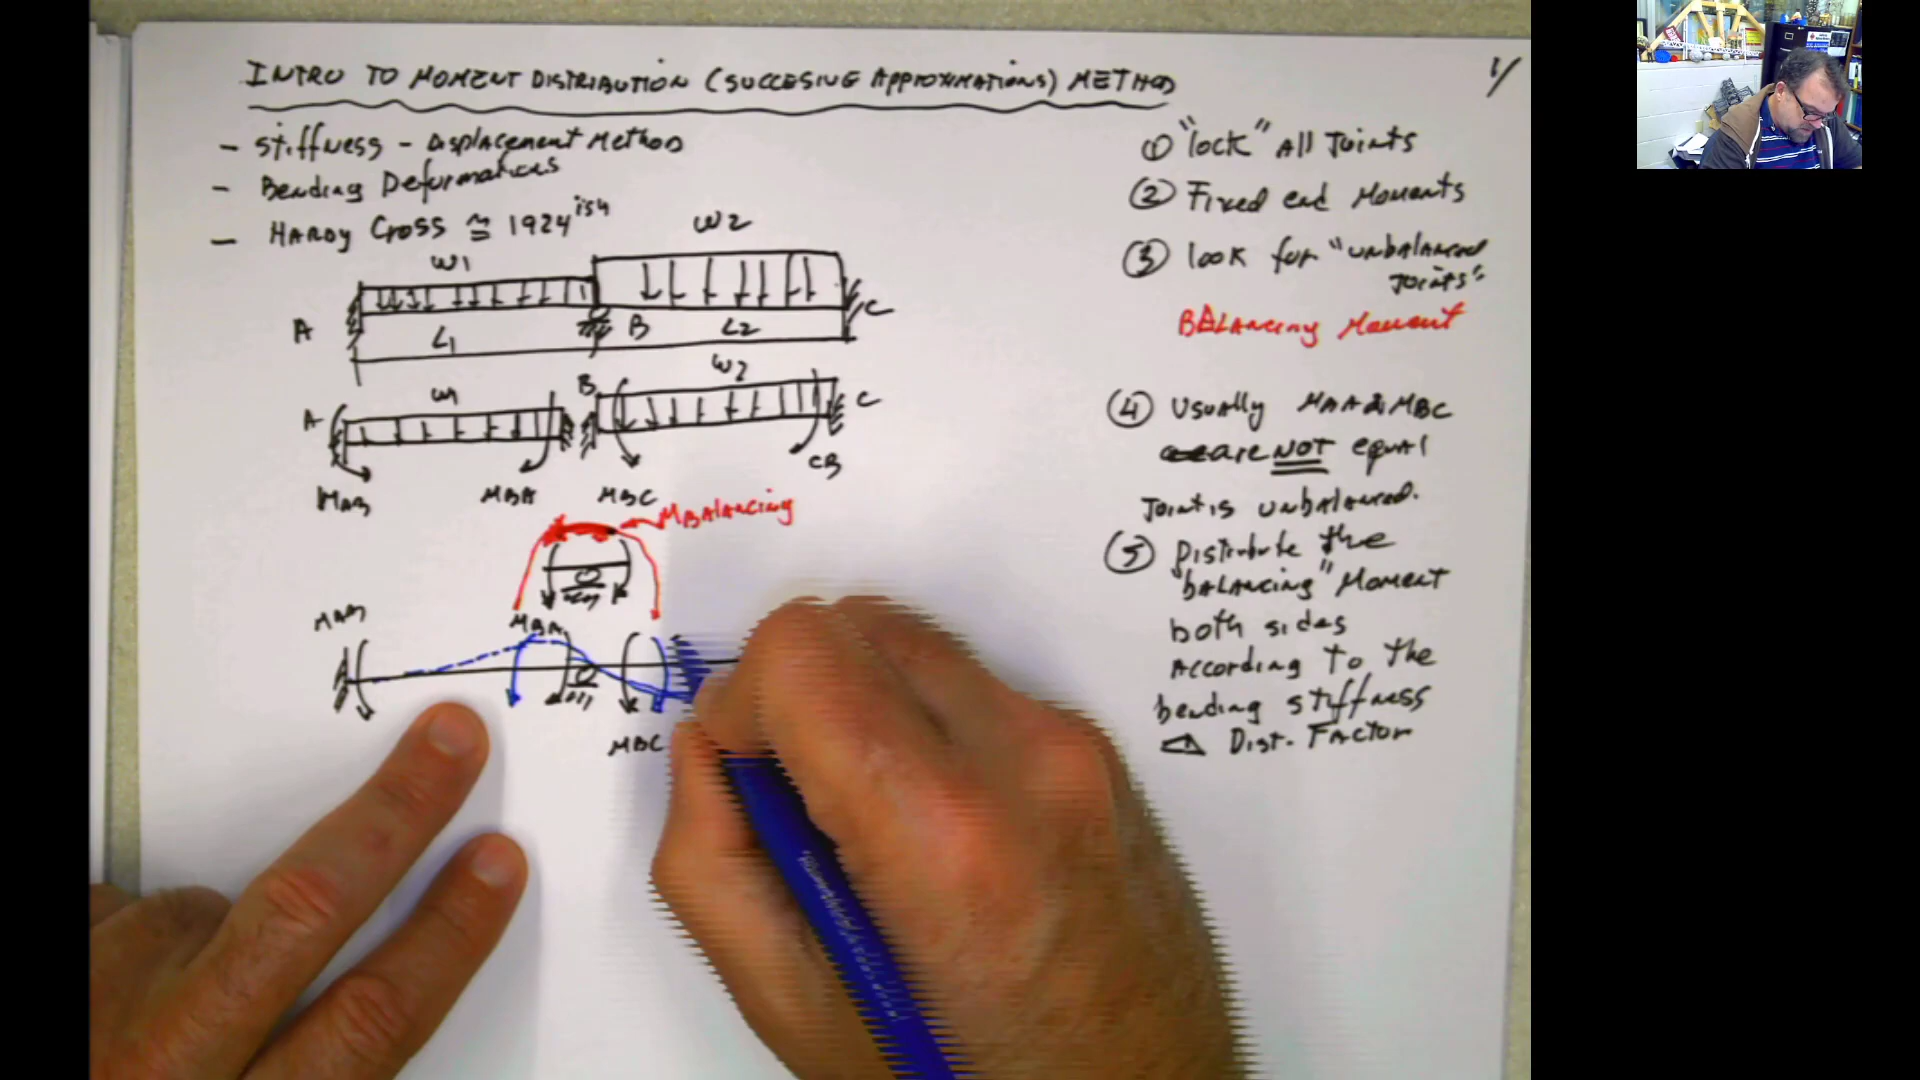 INTRO TO MOMENT DISTRIBUTION (SUCCESIVE APPROXIMATIONS) METHOD
1/
- Stiffness - Displacement Method
- Bending Deformations
- HARDY CROSS ≅ 1924 ish
W1
W2
A
L1
B
L2
C
W1
B
W2
A
C
MAB
MBA
MBC
CB
MBalancing
MAB
MBA
MBC
① "lock" All Joints
② Fixed end Moments
③ look for "unbalanced
Joints"
BALancing Moment
④ Usually MBA & MBC
are NOT equal
Joint is unbalanced.
⑤ Distribute the
"balancing" Moment
both sides
According To the
bending stiffness
Dist. Factor